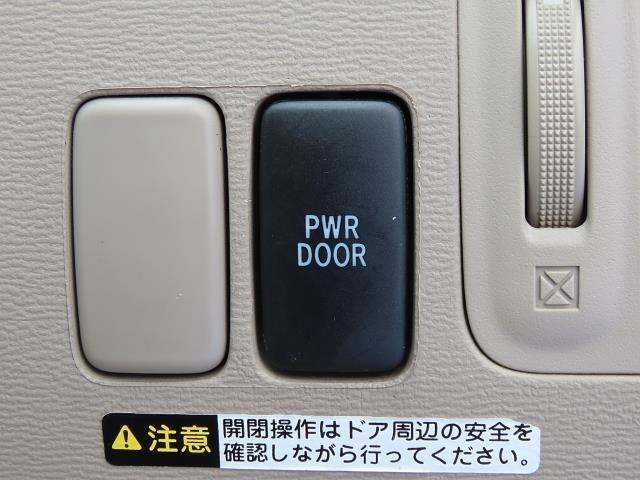 PWR
DOOR
注意
開閉操作はドア周辺の安全を
確認しながら行ってください。